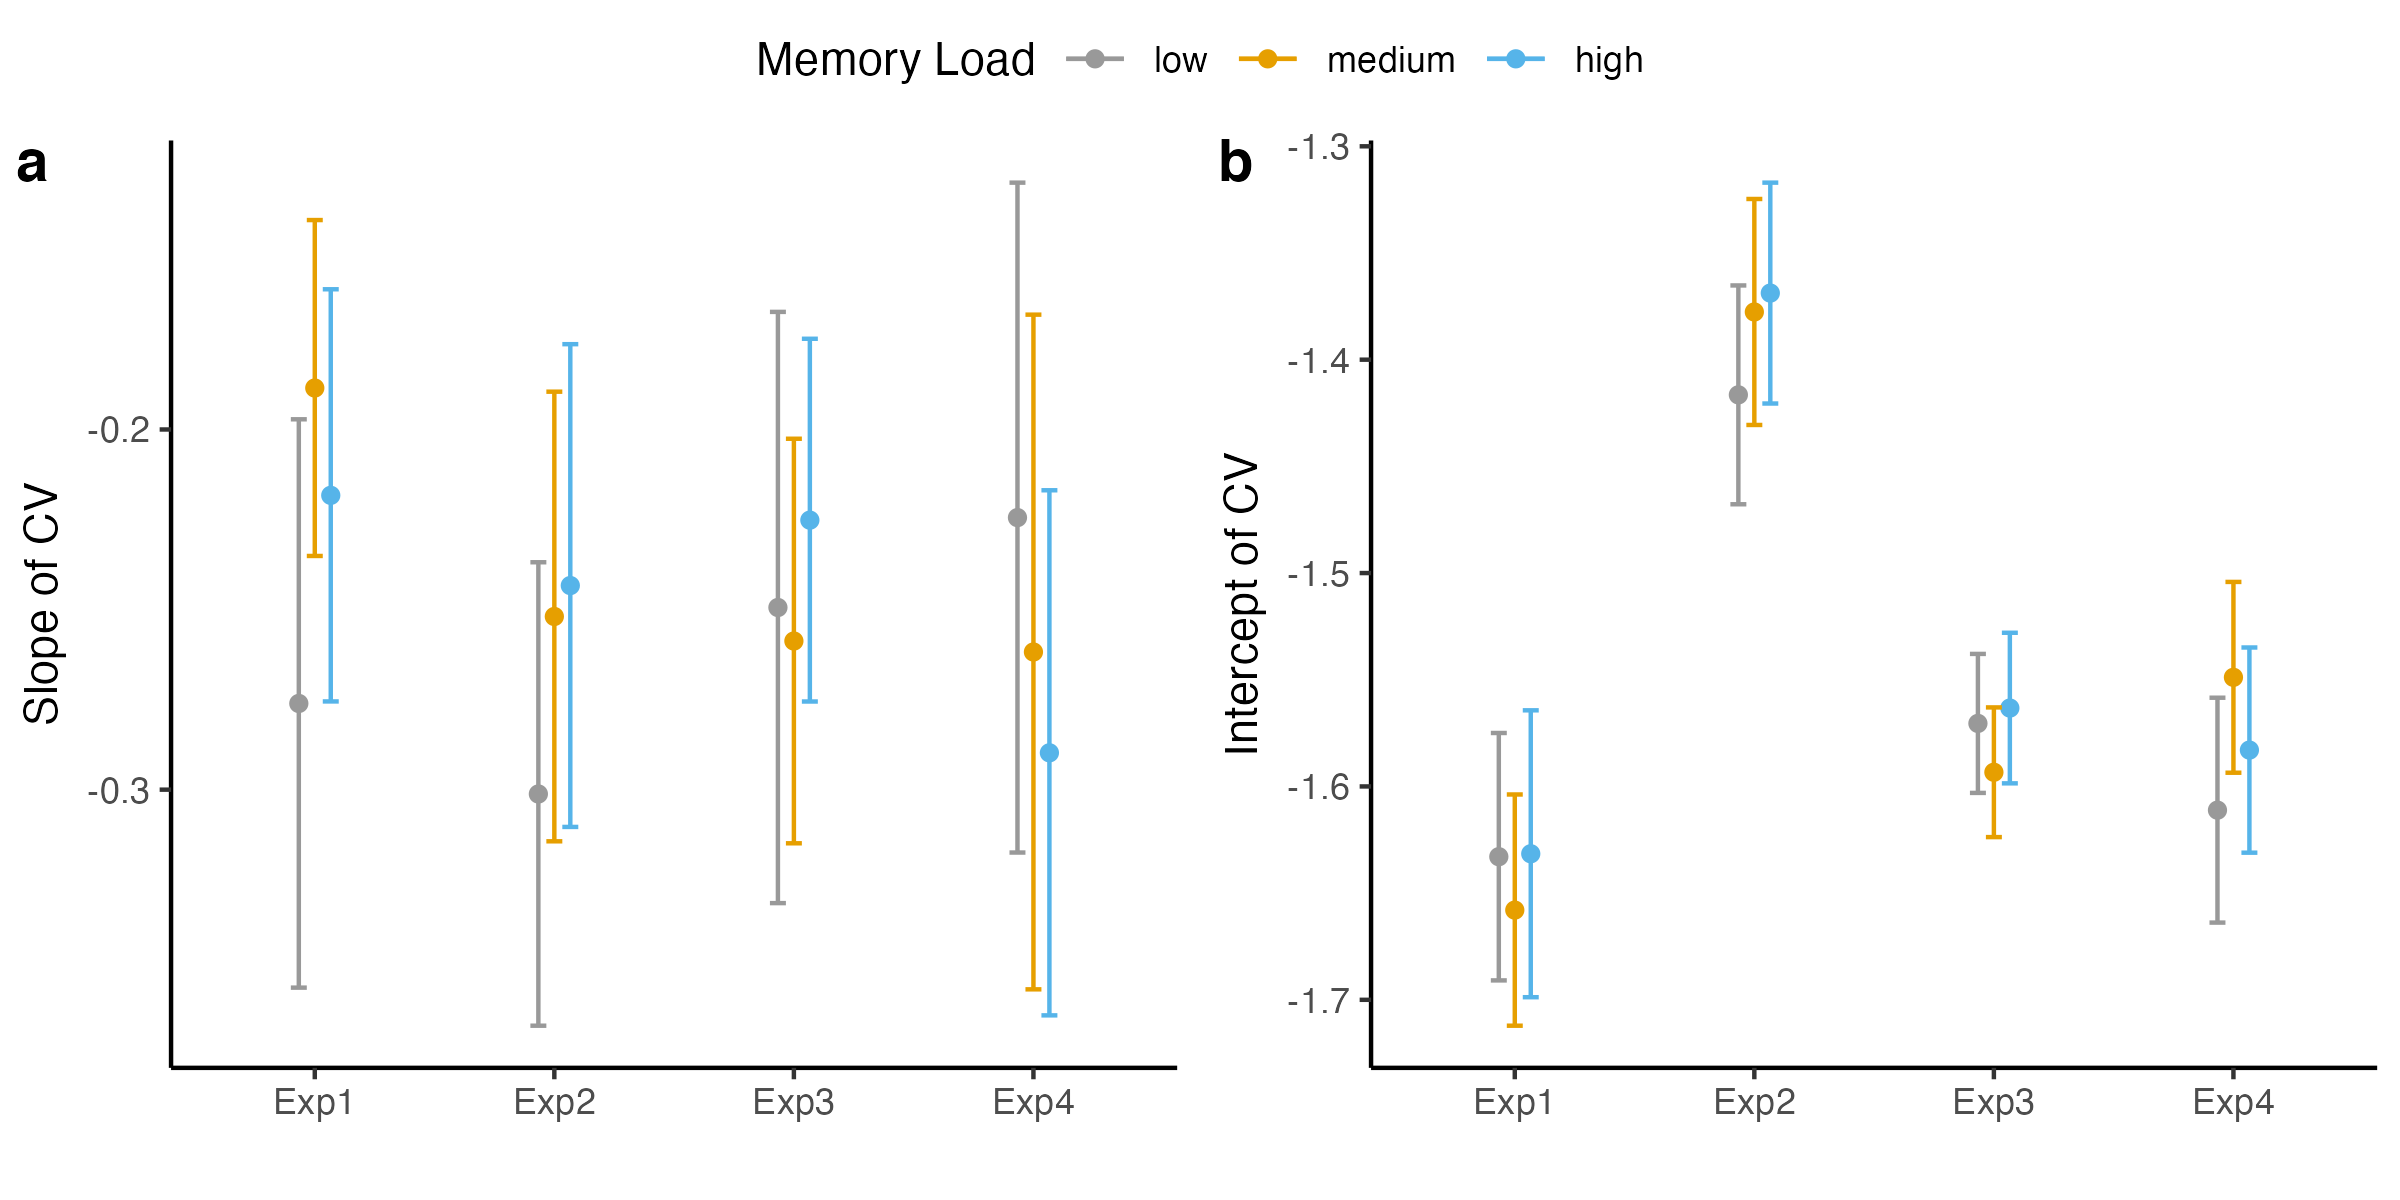 Memory Load low medium high
a
Slope of CV
-0.2
-0.3
Exp1 Exp2 Exp3 Exp4
b
Intercept of CV
-1.3
-1.4
-1.5
-1.6
-1.7
Exp1 Exp2 Exp3 Exp4